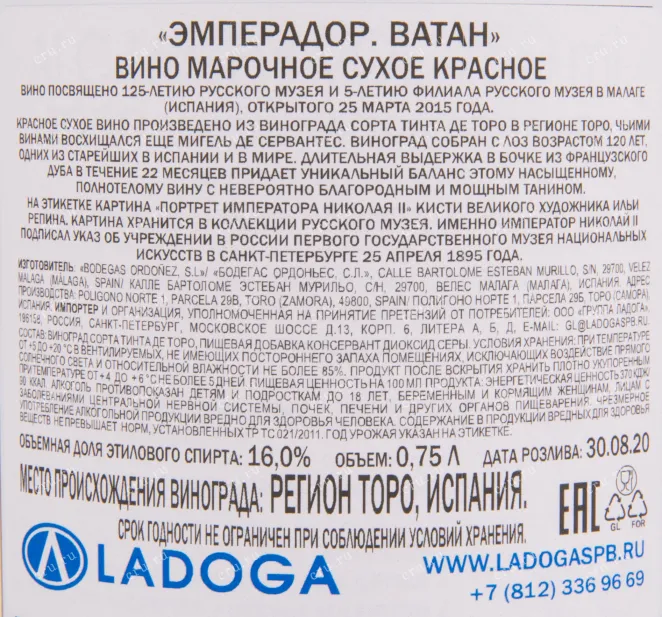 «ЭМПЕРАДОР. ВАТАН»
ВИНО МАРОЧНОЕ СУХОЕ КРАСНОЕ
ВИНО ПОСВЯЩЕНО 125-ЛЕТИЮ РУССКОГО МУЗЕЯ И 5-ЛЕТИЮ ФИЛИАЛА РУССКОГО МУЗЕЯ В МАЛАГЕ
(ИСПАНИЯ), ОТКРЫТОГО 25 МАРТА 2015 ГОДА.
КРАСНОЕ СУХОЕ ВИНО ПРОИЗВЕДЕНО ИЗ ВИНОГРАДА СОРТА ТИНТА ДЕ ТОРО В РЕГИОНЕ ТОРО, ЧЬИМИ
ВИНАМИ ВОСХИЩАЛСЯ ЕЩЕ МИГЕЛЬ ДЕ СЕРВАНТЕС. ВИНОГРАД СОБРАН С ЛОЗ ВОЗРАСТОМ 120 ЛЕТ,
ОДНИХ ИЗ СТАРЕЙШИХ В ИСПАНИИ И В МИРЕ. ДЛИТЕЛЬНАЯ ВЫДЕРЖКА В БОЧКЕ ИЗ ФРАНЦУЗСКОГО
ДУБА В ТЕЧЕНИЕ 22 МЕСЯЦЕВ ПРИДАЕТ УНИКАЛЬНЫЙ БАЛАНС ЭТОМУ НАСЫЩЕННОМУ,
ПОЛНОТЕЛОМУ ВИНУ С НЕВЕРОЯТНО БЛАГОРОДНЫМ И МОЩНЫМ ТАНИНОМ.
НА ЭТИКЕТКЕ КАРТИНА «ПОРТРЕТ ИМПЕРАТОРА НИКОЛАЯ II» КИСТИ ВЕЛИКОГО ХУДОЖНИКА ИЛЬИ
РЕПИНА. КАРТИНА ХРАНИТСЯ В КОЛЛЕКЦИИ РУССКОГО МУЗЕЯ. ИМЕННО ИМПЕРАТОР НИКОЛАЙ II
ПОДПИСАЛ УКАЗ ОБ УЧРЕЖДЕНИИ В РОССИИ ПЕРВОГО ГОСУДАРСТВЕННОГО МУЗЕЯ НАЦИОНАЛЬНЫХ
ИСКУССТВ В САНКТ-ПЕТЕРБУРГЕ 25 АПРЕЛЯ 1895 ГОДА.
ИЗГОТОВИТЕЛЬ: «BODEGAS ORDOÑEZ, S.L»/ «БОДЕГАС ОРДОНЬЕС, С.Л.», CALLE BARTOLOME ESTEBAN MURILLO, S/N, 29700, VELEZ
MALAGA (MALAGA), SPAIN/ КАЛЛЕ БАРТОЛОМЕ ЭСТЕБАН МУРИЛЬО, С/Н, 29700, ВЕЛЕС МАЛАГА (МАЛАГА), ИСПАНИЯ. АДРЕС
ПРОИЗВОДСТВА: POLIGONO NORTE 1, PARCELA 29B, TORO (ZAMORA), 49800, SPAIN/ ПОЛИГОНО НОРТЕ 1, ПАРСЕЛА 29Б, ТОРО (САМОРА),
ИСПАНИЯ. ИМПОРТЕР И ОРГАНИЗАЦИЯ, УПОЛНОМОЧЕННАЯ НА ПРИНЯТИЕ ПРЕТЕНЗИЙ ОТ ПОТРЕБИТЕЛЕЙ: ООО «ГРУППА ЛАДОГА»,
196158, РОССИЯ, САНКТ-ПЕТЕРБУРГ, МОСКОВСКОЕ ШОССЕ Д.13, КОРП. 6, ЛИТЕРА А, Б, Д, E-MAIL: GL@LADOGASPB.RU
СОСТАВ: ВИНОГРАД СОРТА ТИНТА ДЕ ТОРО, ПИЩЕВАЯ ДОБАВКА КОНСЕРВАНТ ДИОКСИД СЕРЫ. УСЛОВИЯ ХРАНЕНИЯ: ПРИ ТЕМПЕРАТУРЕ
ОТ +5 ДО +20 °С В ВЕНТИЛИРУЕМЫХ, НЕ ИМЕЮЩИХ ПОСТОРОННЕГО ЗАПАХА ПОМЕЩЕНИЯХ, ИСКЛЮЧАЮЩИХ ВОЗДЕЙСТВИЕ ПРЯМОГО
СОЛНЕЧНОГО СВЕТА И ОТНОСИТЕЛЬНОЙ ВЛАЖНОСТИ НЕ БОЛЕЕ 85%. ПРОДУКТ ПОСЛЕ ВСКРЫТИЯ ХРАНИТЬ ПЛОТНО УКУПОРЕННЫМ
ПРИ ТЕМПЕРАТУРЕ ОТ + 4 ДО + 6 °С НЕ БОЛЕЕ 5 ДНЕЙ. ПИЩЕВАЯ ЦЕННОСТЬ НА 100 МЛ ПРОДУКТА: ЭНЕРГЕТИЧЕСКАЯ ЦЕННОСТЬ 370 КДЖ/
90 ККАЛ. АЛКОГОЛЬ ПРОТИВОПОКАЗАН ДЕТЯМ И ПОДРОСТКАМ ДО 18 ЛЕТ, БЕРЕМЕННЫМ И КОРМЯЩИМ ЖЕНЩИНАМ, ЛИЦАМ С
ЗАБОЛЕВАНИЯМИ ЦЕНТРАЛЬНОЙ НЕРВНОЙ СИСТЕМЫ, ПОЧЕК, ПЕЧЕНИ И ДРУГИХ ОРГАНОВ ПИЩЕВАРЕНИЯ. ЧРЕЗМЕРНОЕ
УПОТРЕБЛЕНИЕ АЛКОГОЛЬНОЙ ПРОДУКЦИИ ВРЕДНО ДЛЯ ЗДОРОВЬЯ ЧЕЛОВЕКА. СОДЕРЖАНИЕ В ПРОДУКЦИИ ВРЕДНЫХ ДЛЯ ЗДОРОВЬЯ
ВЕЩЕСТВ НЕ ПРЕВЫШАЕТ НОРМ, УСТАНОВЛЕННЫХ ТР ТС 021/2011. ГОД УРОЖАЯ УКАЗАН НА ЭТИКЕТКЕ.
ОБЪЕМНАЯ ДОЛЯ ЭТИЛОВОГО СПИРТА: 16,0% ОБЪЕМ: 0,75 Л ДАТА РОЗЛИВА: 30.08.20
МЕСТО ПРОИСХОЖДЕНИЯ ВИНОГРАДА: РЕГИОН ТОРО, ИСПАНИЯ.
EAC GL FOR
СРОК ГОДНОСТИ НЕ ОГРАНИЧЕН ПРИ СОБЛЮДЕНИИ УСЛОВИЙ ХРАНЕНИЯ.
LADOGA
WWW.LADOGASPB.RU
+7 (812) 336 96 69